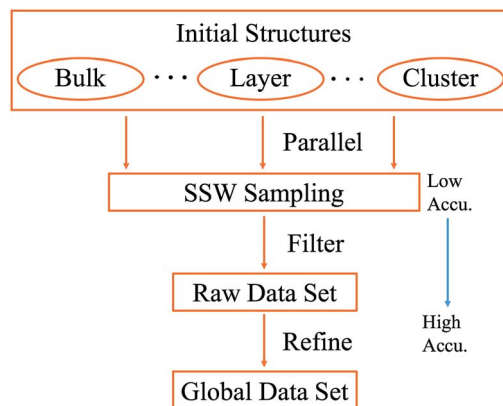 Initial Structures
Bulk ··· Layer ··· Cluster
Parallel
SSW Sampling
Low
Accu.
Filter
Raw Data Set
High
Accu.
Refine
Global Data Set